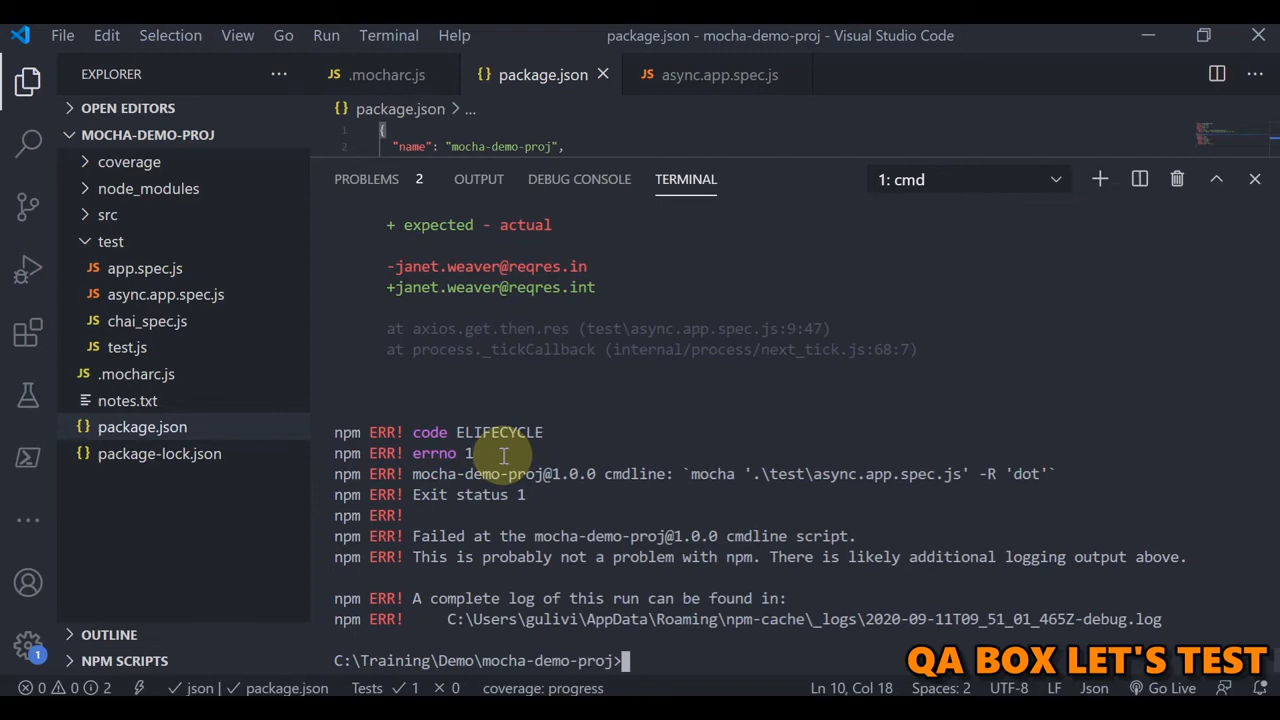 File Edit Selection View Go Run Terminal Help package.json - mocha-demo-proj - Visual Studio Code
EXPLORER
.mocharc.js package.json async.app.spec.js
OPEN EDITORS
MOCHA-DEMO-PROJ
coverage
node_modules
src
test
app.spec.js
async.app.spec.js
chai_spec.js
test.js
.mocharc.js
notes.txt
package.json
package-lock.json
OUTLINE
NPM SCRIPTS
package.json > ...
1 {
2 "name": "mocha-demo-proj",
PROBLEMS 2 OUTPUT DEBUG CONSOLE TERMINAL 1: cmd
+ expected - actual
-janet.weaver@reqres.in
+janet.weaver@reqres.int
at axios.get.then.res (test\async.app.spec.js:9:47)
at process._tickCallback (internal/process/next_tick.js:68:7)
npm ERR! code ELIFECYCLE
npm ERR! errno 1
npm ERR! mocha-demo-proj@1.0.0 cmdline: `mocha '.\test\async.app.spec.js' -R 'dot'`
npm ERR! Exit status 1
npm ERR!
npm ERR! Failed at the mocha-demo-proj@1.0.0 cmdline script.
npm ERR! This is probably not a problem with npm. There is likely additional logging output above.
npm ERR! A complete log of this run can be found in:
npm ERR! C:\Users\gulivi\AppData\Roaming\npm-cache\_logs\2020-09-11T09_51_01_465Z-debug.log
C:\Training\Demo\mocha-demo-proj>
QA BOX LET'S TEST
1
0 0 2 json package.json Tests 1 0 coverage: progress Ln 10, Col 18 Spaces: 2 UTF-8 LF Json Go Live